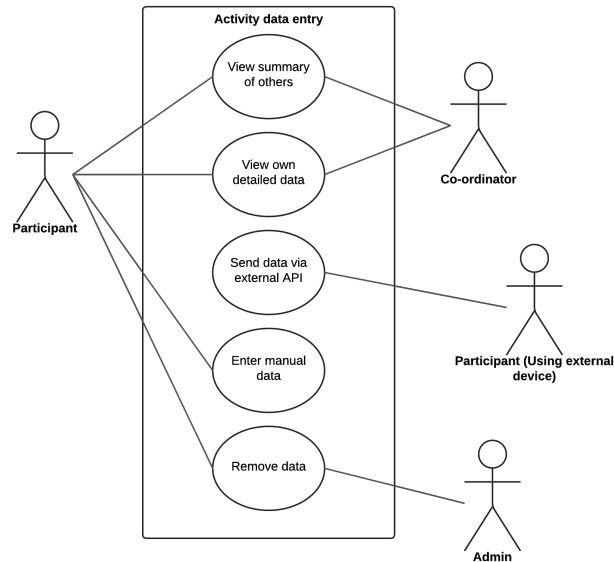 Activity data entry
View summary
of others
View own
detailed data
Co-ordinator
Participant
Send data via
external API
Enter manual
data
Participant (Using external
device)
Remove data
Admin